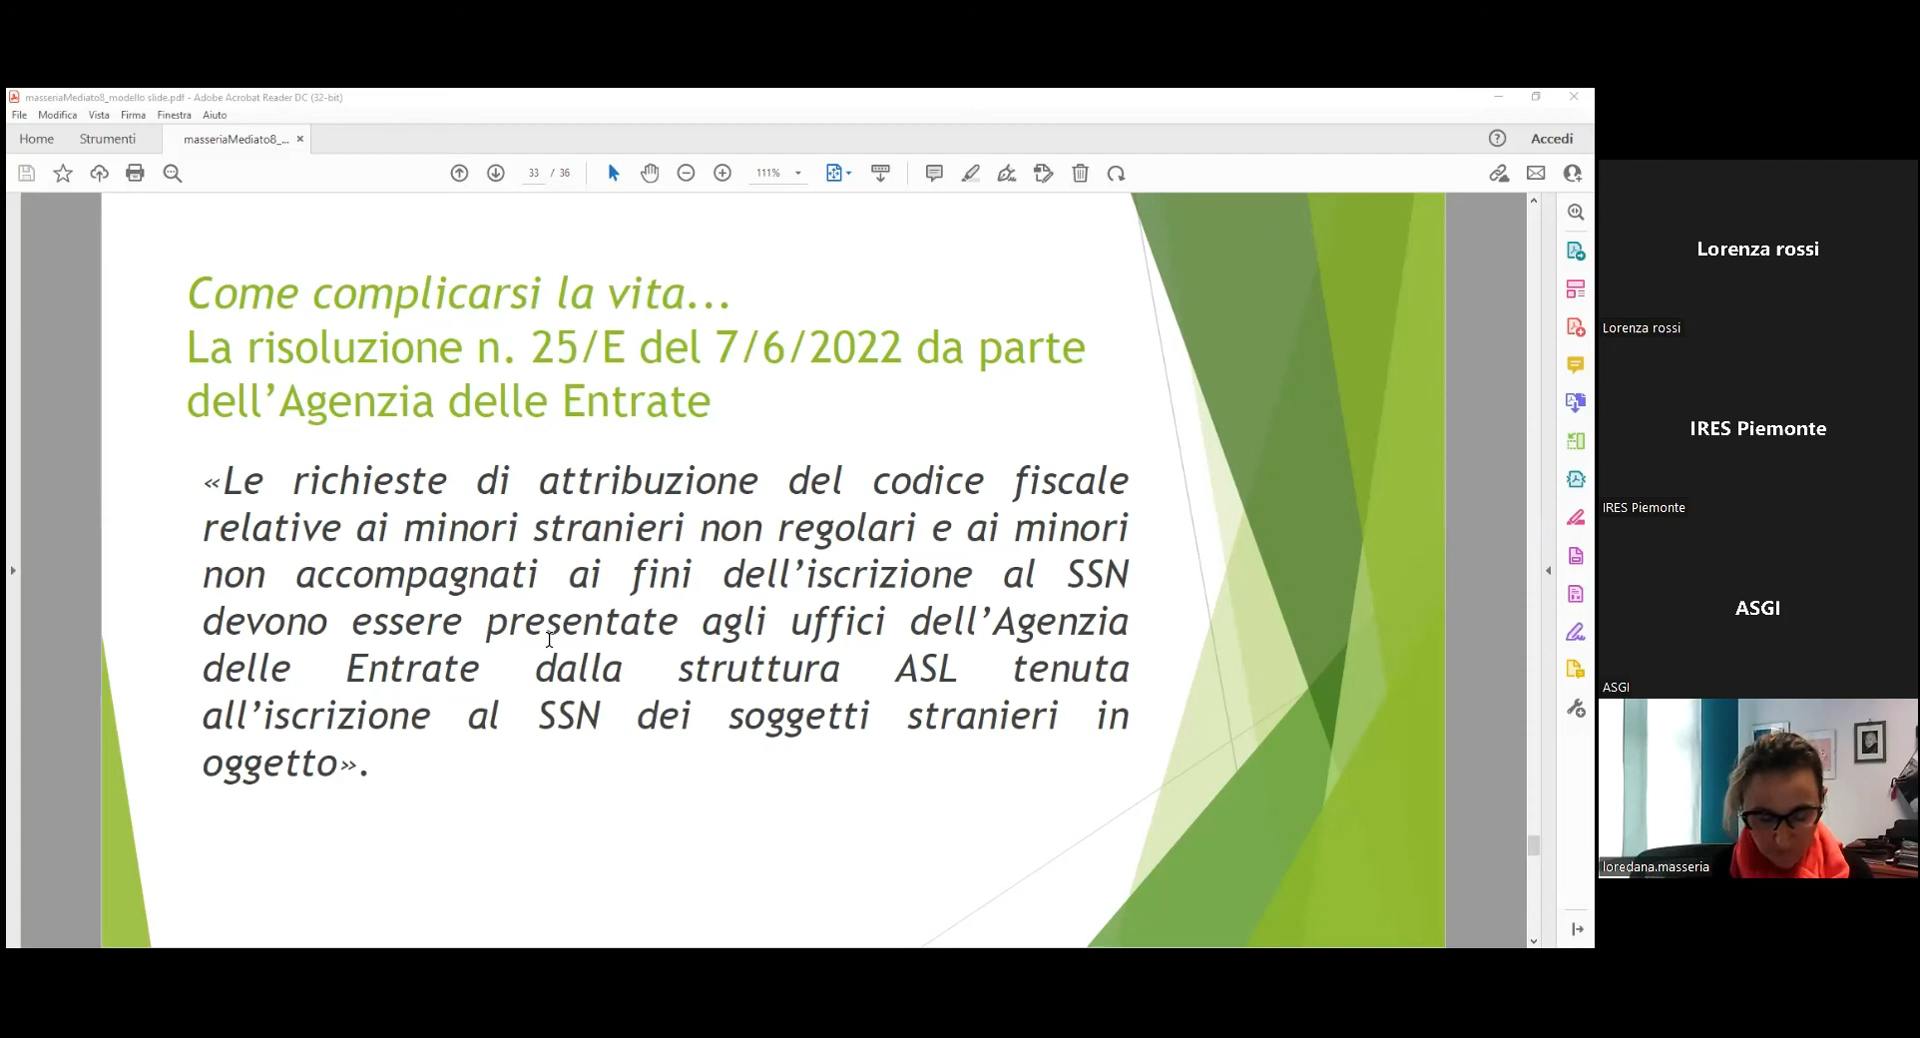 masseriaMediato8_modello slide.pdf - Adobe Acrobat Reader DC (32-bit)
File Modifica Vista Firma Finestra Aiuto
Home Strumenti masseriaMediato8_... × Accedi
33 / 36 111%
Come complicarsi la vita...
La risoluzione n. 25/E del 7/6/2022 da parte
dell’Agenzia delle Entrate
«Le richieste di attribuzione del codice fiscale
relative ai minori stranieri non regolari e ai minori
non accompagnati ai fini dell’iscrizione al SSN
devono essere presentate agli uffici dell’Agenzia
delle Entrate dalla struttura ASL tenuta
all’iscrizione al SSN dei soggetti stranieri in
oggetto».
Lorenza rossi
Lorenza rossi
IRES Piemonte
IRES Piemonte
ASGI
ASGI
loredana.masseria